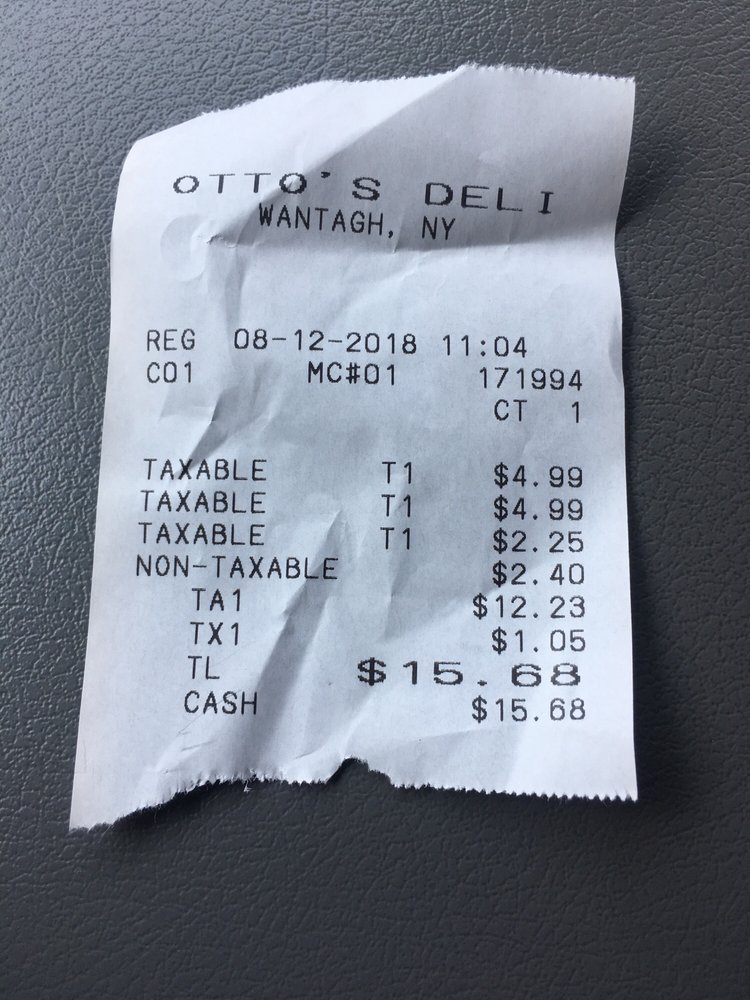 OTTO'S DELI
WANTAGH, NY
REG 08-12-2018 11:04
C01 MC#01 171994
CT 1
TAXABLE T1 $4.99
TAXABLE T1 $4.99
TAXABLE T1 $2.25
NON-TAXABLE $2.40
TA1 $12.23
TX1 $1.05
TL $15.68
CASH $15.68